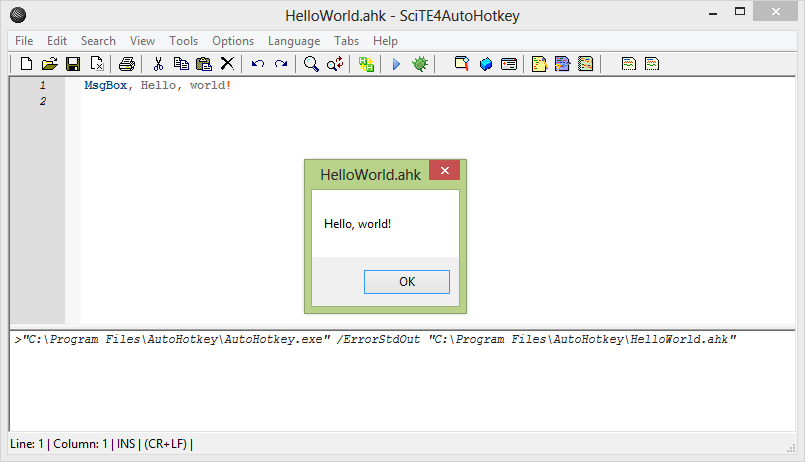 HelloWorld.ahk - SciTE4AutoHotkey
File Edit Search View Tools Options Language Tabs Help
1 MsgBox, Hello, world!
2
HelloWorld.ahk
Hello, world!
OK
>"C:\Program Files\AutoHotkey\AutoHotkey.exe" /ErrorStdOut "C:\Program Files\AutoHotkey\HelloWorld.ahk"
Line: 1 | Column: 1 | INS | (CR+LF) |